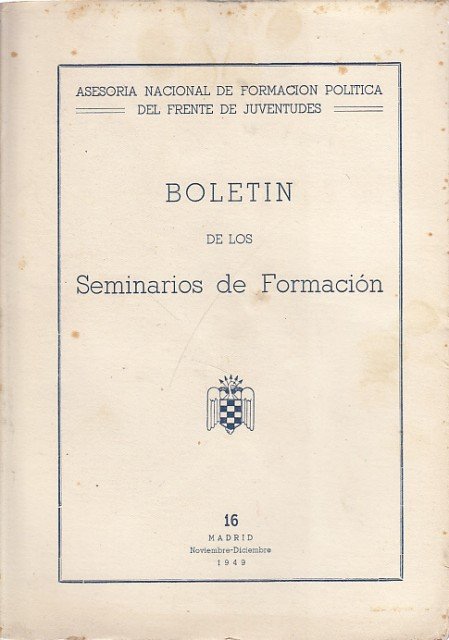 ASESORIA NACIONAL DE FORMACION POLITICA
DEL FRENTE DE JUVENTUDES
BOLETIN
DE LOS
Seminarios de Formación
16
MADRID
Noviembre-Diciembre
1949